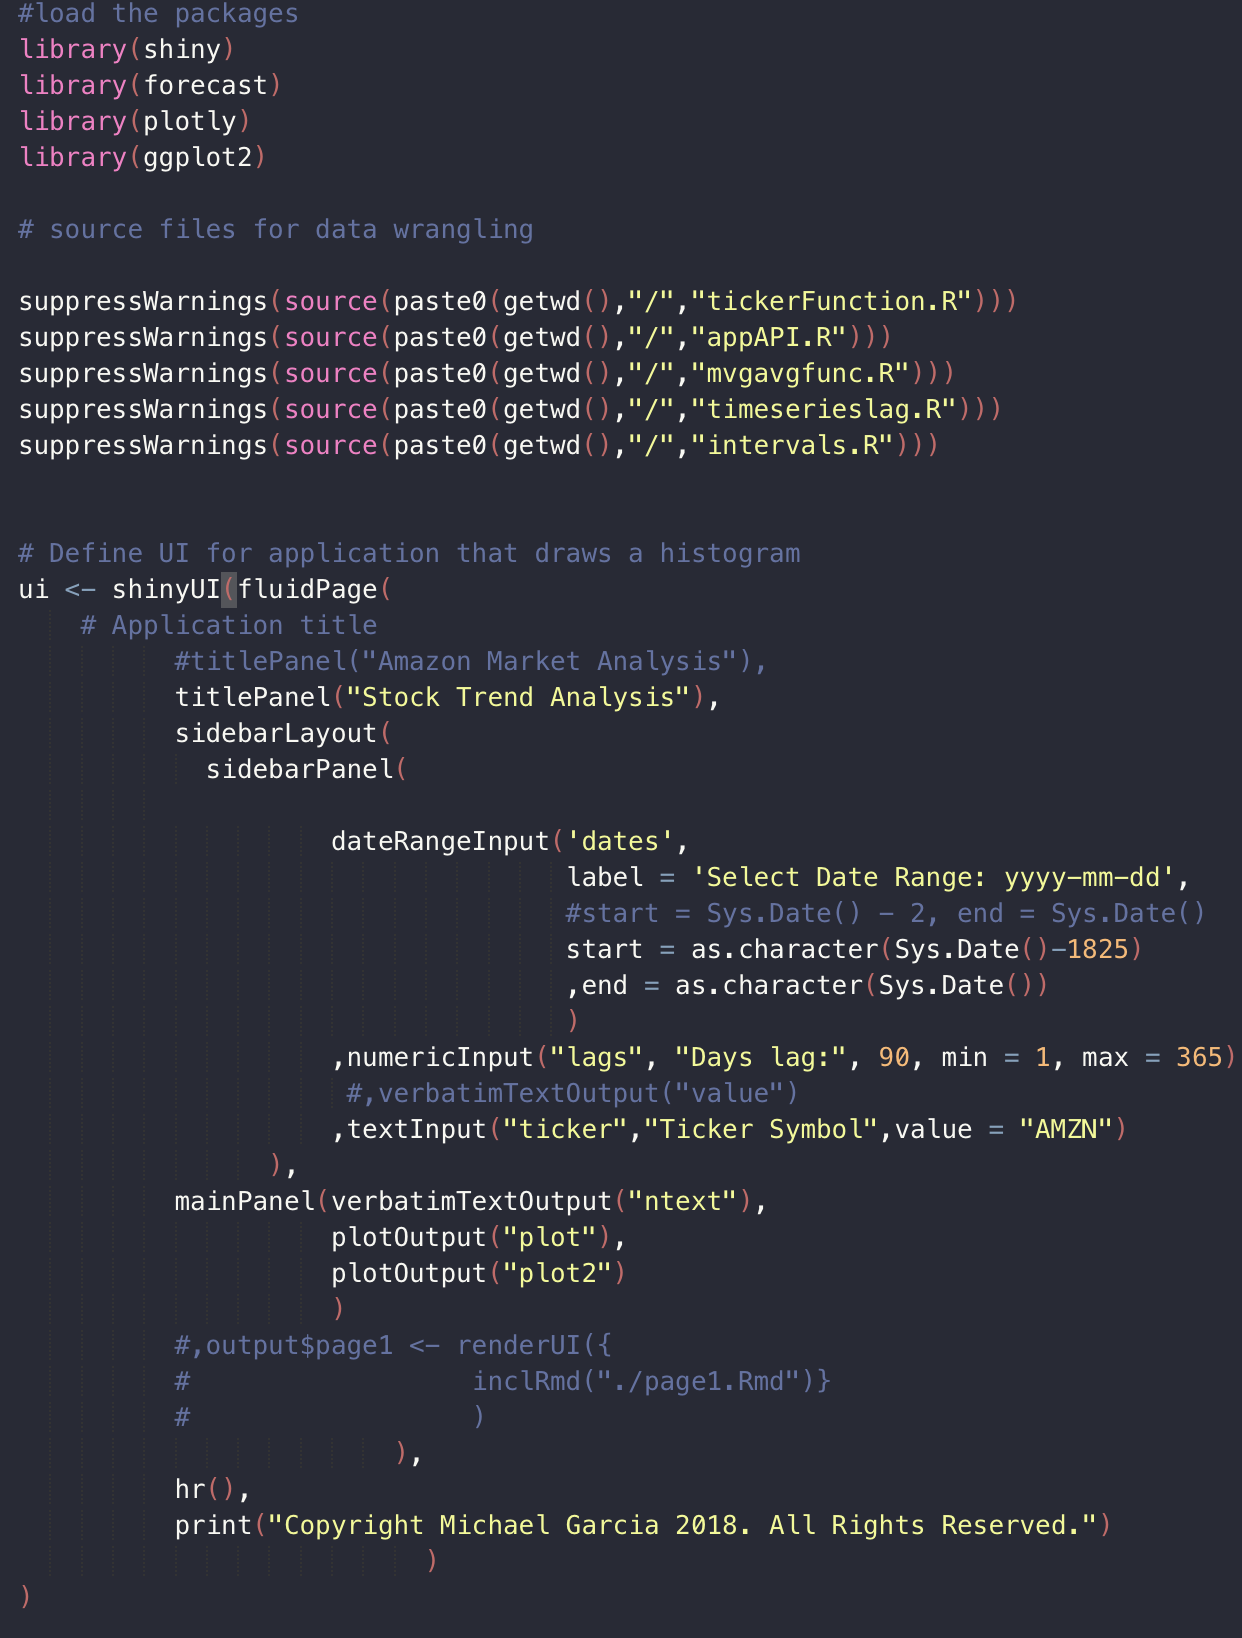 #load the packages
library(shiny)
library(forecast)
library(plotly)
library(ggplot2)
# source files for data wrangling
suppressWarnings(source(paste0(getwd(),"/","tickerFunction.R")))
suppressWarnings(source(paste0(getwd(),"/","appAPI.R")))
suppressWarnings(source(paste0(getwd(),"/","mvgavgfunc.R")))
suppressWarnings(source(paste0(getwd(),"/","timeserieslag.R")))
suppressWarnings(source(paste0(getwd(),"/","intervals.R")))
# Define UI for application that draws a histogram
ui <- shinyUI(fluidPage(
# Application title
#titlePanel("Amazon Market Analysis"),
titlePanel("Stock Trend Analysis"),
sidebarLayout(
sidebarPanel(
dateRangeInput('dates',
label = 'Select Date Range: yyyy-mm-dd',
#start = Sys.Date() - 2, end = Sys.Date()
start = as.character(Sys.Date()-1825)
,end = as.character(Sys.Date())
)
,numericInput("lags", "Days lag:", 90, min = 1, max = 365)
#,verbatimTextOutput("value")
,textInput("ticker","Ticker Symbol",value = "AMZN")
),
mainPanel(verbatimTextOutput("ntext"),
plotOutput("plot"),
plotOutput("plot2")
)
#,output$page1 <- renderUI({
# inclRmd("./page1.Rmd")}
# )
),
hr(),
print("Copyright Michael Garcia 2018. All Rights Reserved.")
)
)